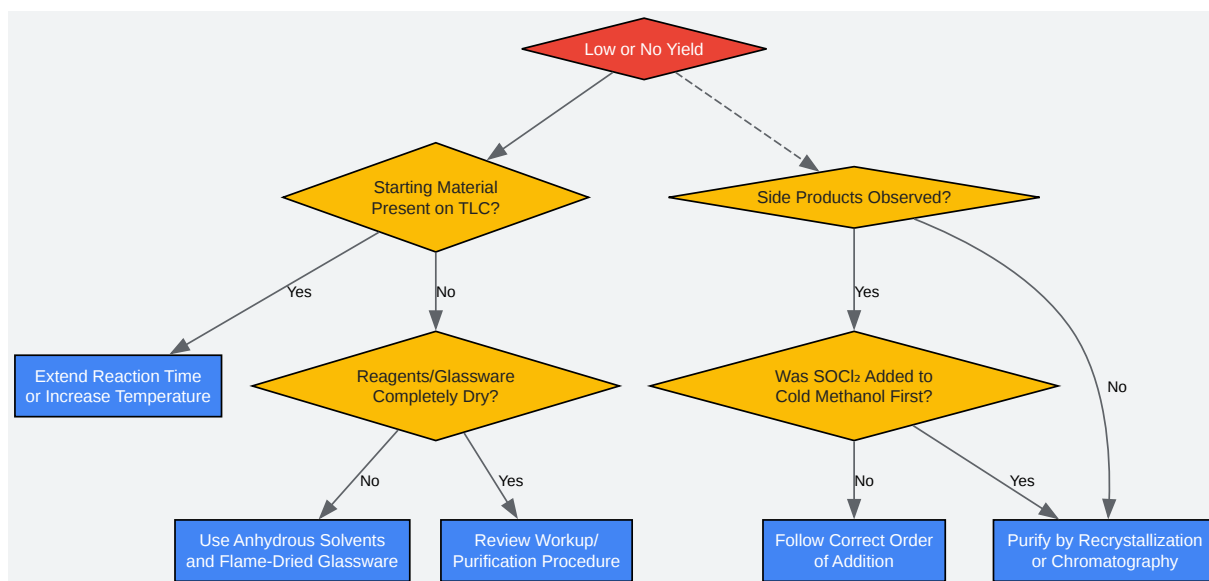 Low or No Yield
Starting Material
Present on TLC?
Side Products Observed?
Yes
No
Yes
Extend Reaction Time
or Increase Temperature
Reagents/Glassware
Completely Dry?
Was SOCl₂ Added to
Cold Methanol First?
No
No
Yes
No
Yes
Use Anhydrous Solvents
and Flame-Dried Glassware
Review Workup/
Purification Procedure
Follow Correct Order
of Addition
Purify by Recrystallization
or Chromatography